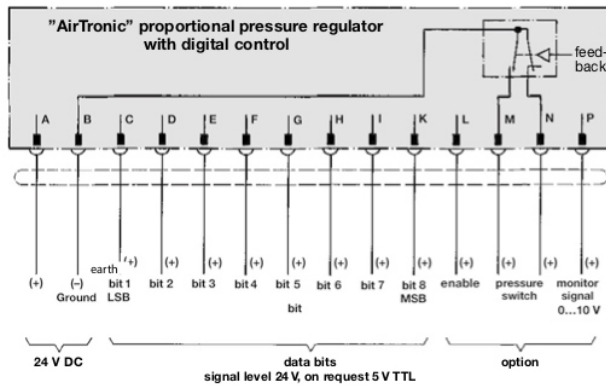 "AirTronic" proportional pressure regulator
with digital control
feed-
back
A B C D E F G H I K L M N P
(+) (–) earth (+) (+) (+) (+) (+) (+) (+) (+) (+) (+) (+) (+)
Ground bit 1 bit 2 bit 3 bit 4 bit 5 bit 6 bit 7 bit 8 enable pressure monitor
LSB MSB switch signal
bit 0...10 V
24 V DC data bits option
signal level 24 V, on request 5 V TTL